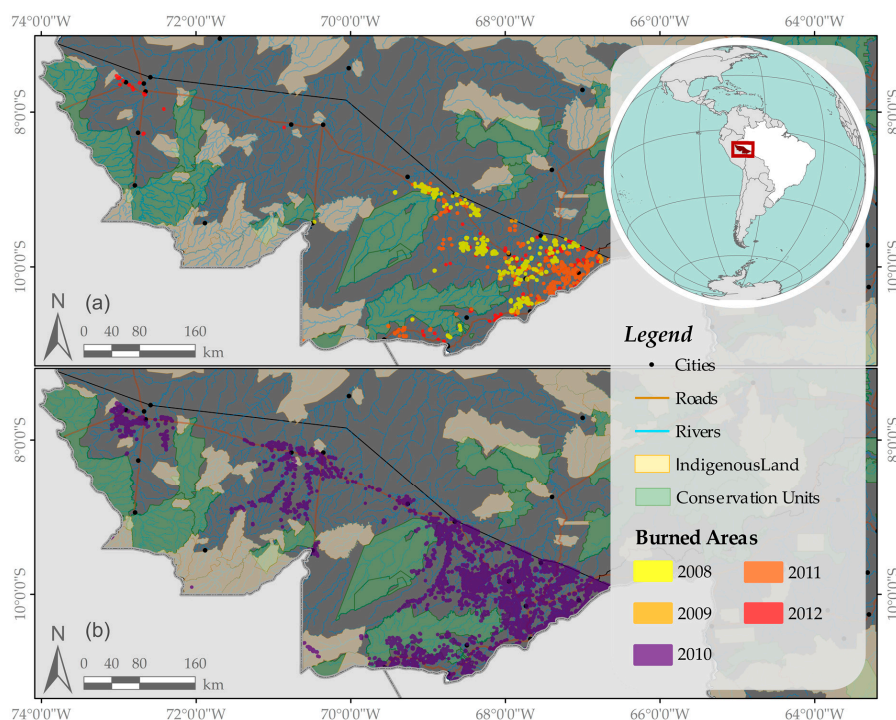 74°0'0"W 72°0'0"W 70°0'0"W 68°0'0"W 66°0'0"W 64°0'0"W
8°0'0"S
8°0'0"S
10°0'0"S
10°0'0"S
N
(a)
0 40 80 160
km
8°0'0"S
8°0'0"S
10°0'0"S
10°0'0"S
N
(b)
0 40 80 160
km
74°0'0"W 72°0'0"W 70°0'0"W 68°0'0"W 66°0'0"W 64°0'0"W
Legend
Cities
Roads
Rivers
IndigenousLand
Conservation Units
Burned Areas
2008 2011
2009 2012
2010